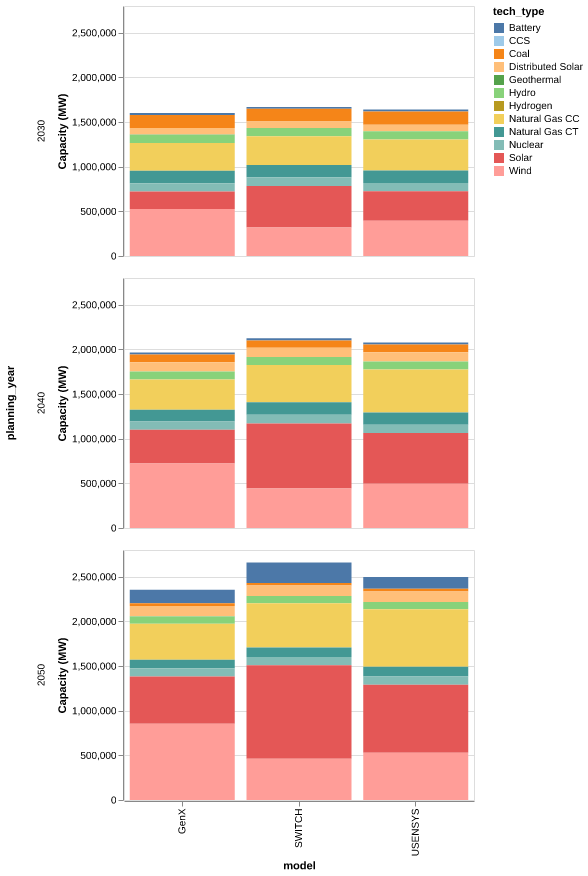 tech_type
Battery
CCS
Coal
Distributed Solar
Geothermal
Hydro
Hydrogen
Natural Gas CC
Natural Gas CT
Nuclear
Solar
Wind
planning_year
2030
Capacity (MW)
2,500,000
2,000,000
1,500,000
1,000,000
500,000
0
2040
Capacity (MW)
2,500,000
2,000,000
1,500,000
1,000,000
500,000
0
2050
Capacity (MW)
2,500,000
2,000,000
1,500,000
1,000,000
500,000
0
GenX
SWITCH
USENSYS
model